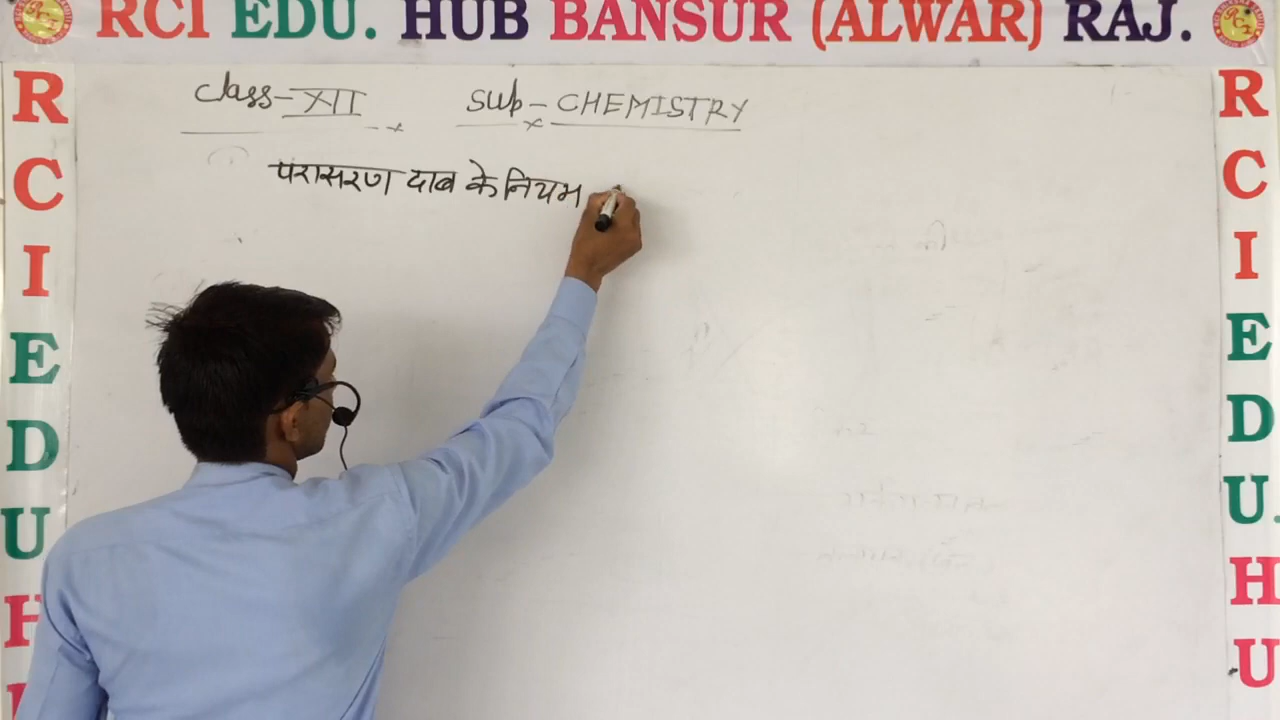 RCI EDU. HUB BANSUR (ALWAR) RAJ.
Class-XII Sub-CHEMISTRY
परासरण दाब के नियम
R
C
I
E
D
U
H
R
C
I
E
D
U.
H
U